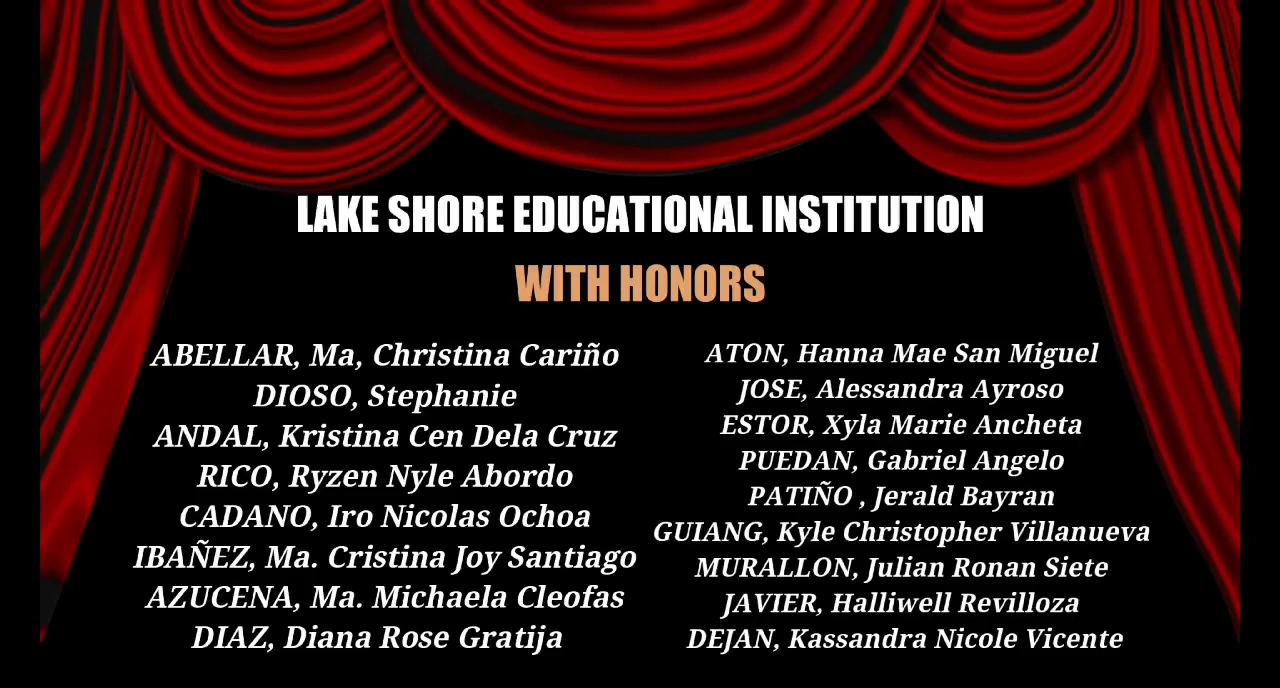 LAKE SHORE EDUCATIONAL INSTITUTION
WITH HONORS
ABELLAR, Ma, Christina Cariño
DIOSO, Stephanie
ANDAL, Kristina Cen Dela Cruz
RICO, Ryzen Nyle Abordo
CADANO, Iro Nicolas Ochoa
IBAÑEZ, Ma. Cristina Joy Santiago
AZUCENA, Ma. Michaela Cleofas
DIAZ, Diana Rose Gratija
ATON, Hanna Mae San Miguel
JOSE, Alessandra Ayroso
ESTOR, Xyla Marie Ancheta
PUEDAN, Gabriel Angelo
PATIÑO , Jerald Bayran
GUIANG, Kyle Christopher Villanueva
MURALLON, Julian Ronan Siete
JAVIER, Halliwell Revilloza
DEJAN, Kassandra Nicole Vicente